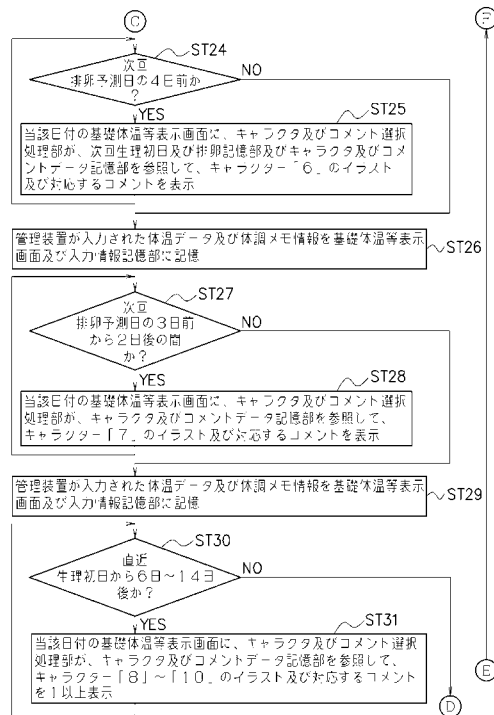 C
F
ST24
次回
排卵予測日の4日前か
?
NO
YES
ST25
当該日付の基礎体温等表示画面に、キャラクタ及びコメント選択
処理部が、次回生理初日及び排卵記憶部及びキャラクタ及びコメ
ントデータ記憶部を参照して、キャラクター「6」のイラスト
及び対応するコメントを表示
管理装置が入力された体温データ及び体調メモ情報を基礎体温等表示
画面及び入力情報記憶部に記憶
ST26
ST27
次回
排卵予測日の3日前
から2日後の間
か?
NO
YES
ST28
当該日付の基礎体温等表示画面に、キャラクタ及びコメント選択
処理部が、キャラクタ及びコメントデータ記憶部を参照して、
キャラクター「7」のイラスト及び対応するコメントを表示
管理装置が入力された体温データ及び体調メモ情報を基礎体温等表示
画面及び入力情報記憶部に記憶
ST29
ST30
直近
生理初日から6日~14日
後か?
NO
YES
ST31
当該日付の基礎体温等表示画面に、キャラクタ及びコメント選択
処理部が、キャラクタ及びコメントデータ記憶部を参照して、
キャラクター「8」~「10」のイラスト及び対応するコメント
を1以上表示
E
D